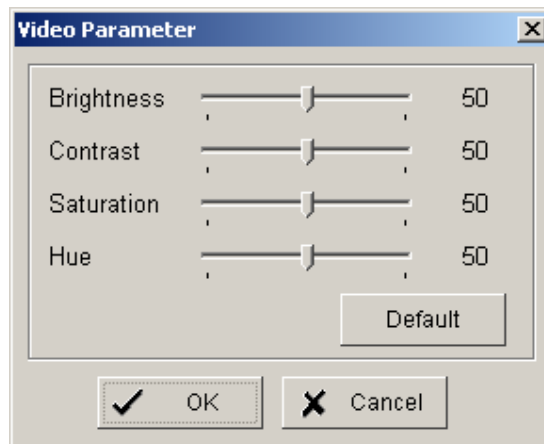 Video Parameter
Brightness 50
Contrast 50
Saturation 50
Hue 50
Default
OK Cancel